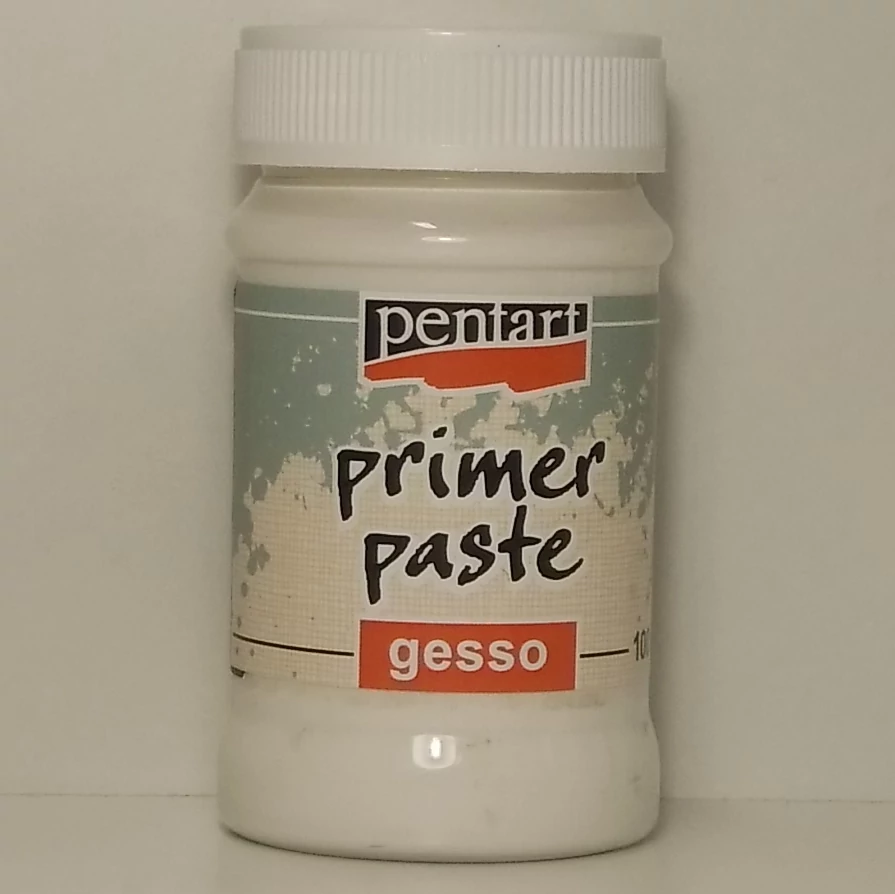 pentart
primer
paste
gesso